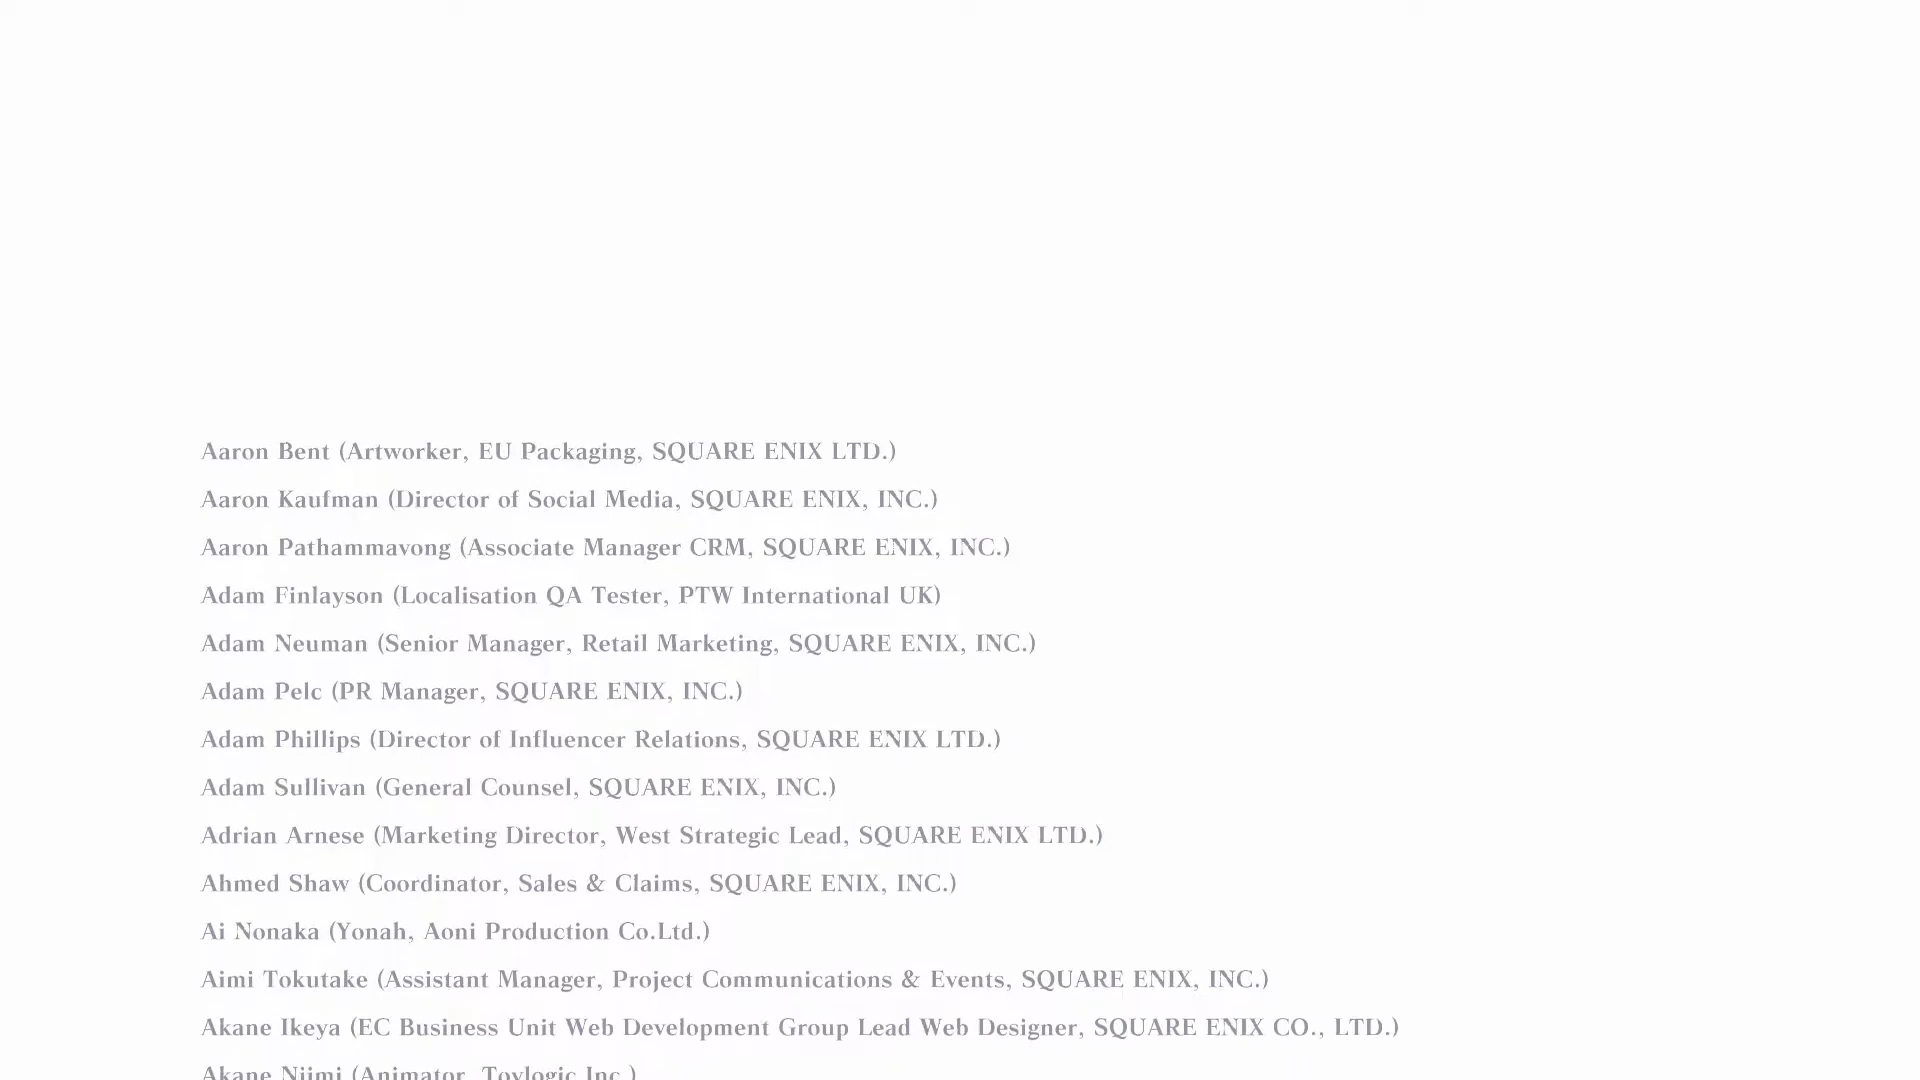 Aaron Bent (Artworker, EU Packaging, SQUARE ENIX LTD.)
Aaron Kaufman (Director of Social Media, SQUARE ENIX, INC.)
Aaron Pathammavong (Associate Manager CRM, SQUARE ENIX, INC.)
Adam Finlayson (Localisation QA Tester, PTW International UK)
Adam Neuman (Senior Manager, Retail Marketing, SQUARE ENIX, INC.)
Adam Pelc (PR Manager, SQUARE ENIX, INC.)
Adam Phillips (Director of Influencer Relations, SQUARE ENIX LTD.)
Adam Sullivan (General Counsel, SQUARE ENIX, INC.)
Adrian Arnese (Marketing Director, West Strategic Lead, SQUARE ENIX LTD.)
Ahmed Shaw (Coordinator, Sales & Claims, SQUARE ENIX, INC.)
Ai Nonaka (Yonah, Aoni Production Co.Ltd.)
Aimi Tokutake (Assistant Manager, Project Communications & Events, SQUARE ENIX, INC.)
Akane Ikeya (EC Business Unit Web Development Group Lead Web Designer, SQUARE ENIX CO., LTD.)
Akane Niimi (Animator, Toylogic Inc.)